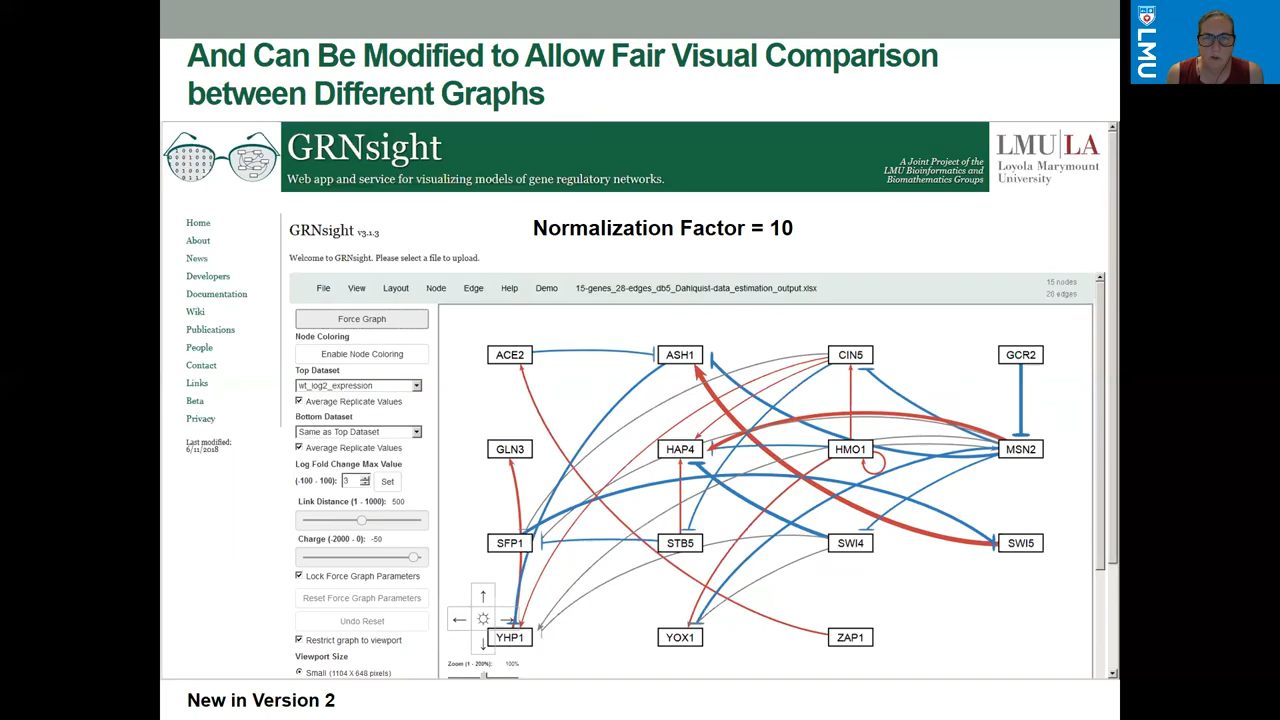 And Can Be Modified to Allow Fair Visual Comparison
between Different Graphs
LMU
GRNsight
Web app and service for visualizing models of gene regulatory networks.
A Joint Project of the
LMU Bioinformatics and
Biomathematics Groups
LMU|LA
Loyola Marymount
University
Home
About
News
Developers
Documentation
Wiki
Publications
People
Contact
Links
Beta
Privacy
Last modified:
6/11/2018
GRNsight v3.1.3
Normalization Factor = 10
Welcome to GRNsight. Please select a file to upload.
File View Layout Node Edge Help Demo 15-genes_28-edges_db5_Dahlquist-data_estimation_output.xlsx
15 nodes
28 edges
Force Graph
Node Coloring
Enable Node Coloring
Top Dataset
wt_log2_expression
Average Replicate Values
Bottom Dataset
Same as Top Dataset
Average Replicate Values
Log Fold Change Max Value
(-100 - 100): 3 Set
Link Distance (1 - 1000): 500
Charge (-2000 - 0): -50
Lock Force Graph Parameters
Reset Force Graph Parameters
Undo Reset
Restrict graph to viewport
Viewport Size
Small (1104 X 648 pixels)
ACE2 ASH1 CIN5 GCR2
GLN3 HAP4 HMO1 MSN2
SFP1 STB5 SWI4 SWI5
YHP1 YOX1 ZAP1
Zoom (1 - 200%): 100%
New in Version 2